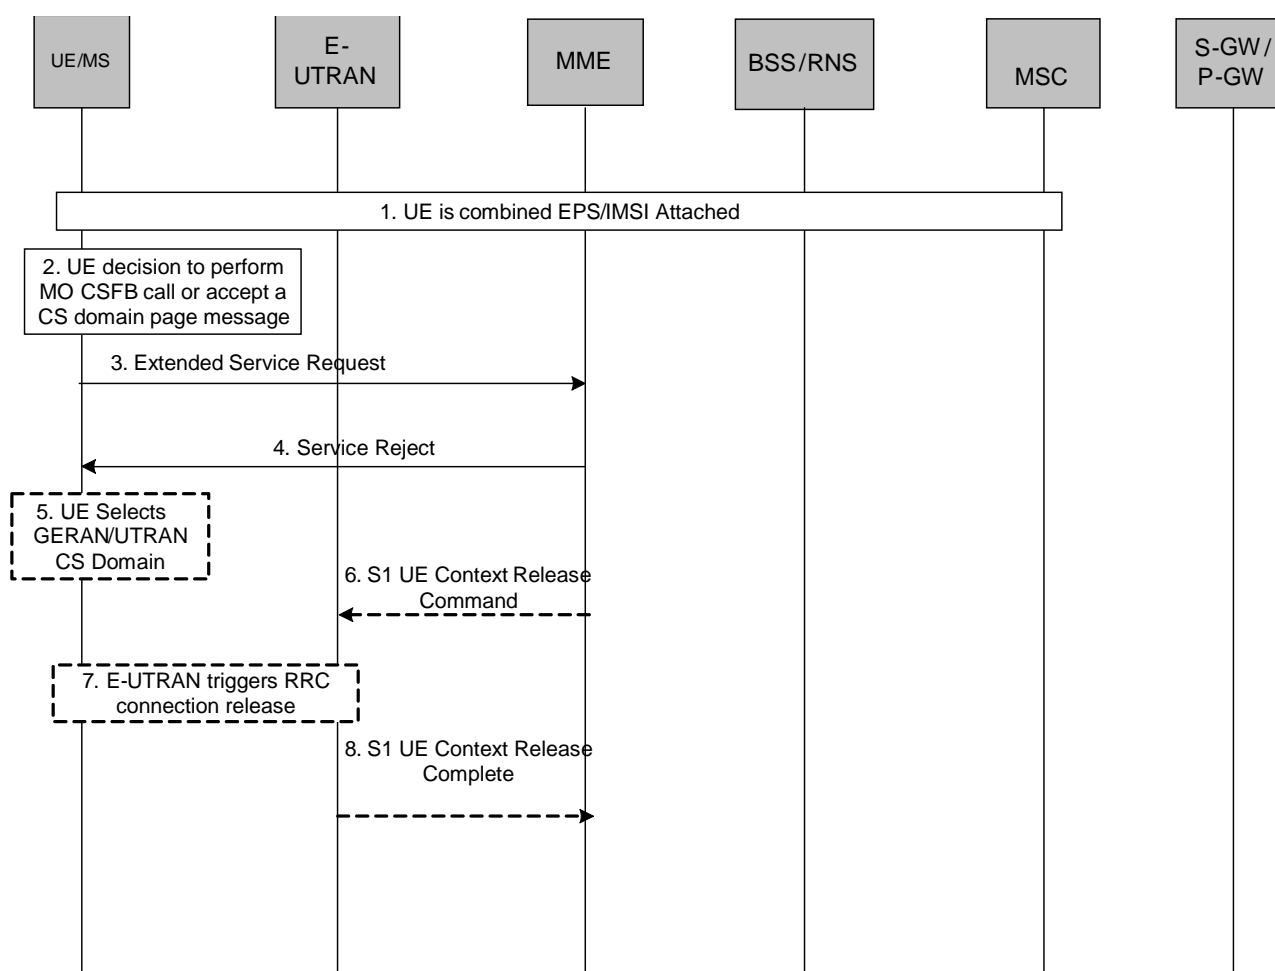 UE/MS
E-
UTRAN
MME
BSS/RNS
MSC
S-GW/
P-GW
1. UE is combined EPS/IMSI Attached
2. UE decision to perform
MO CSFB call or accept a
CS domain page message
3. Extended Service Request
4. Service Reject
5. UE Selects
GERAN/UTRAN
CS Domain
6. S1 UE Context Release
Command
7. E-UTRAN triggers RRC
connection release
8. S1 UE Context Release
Complete